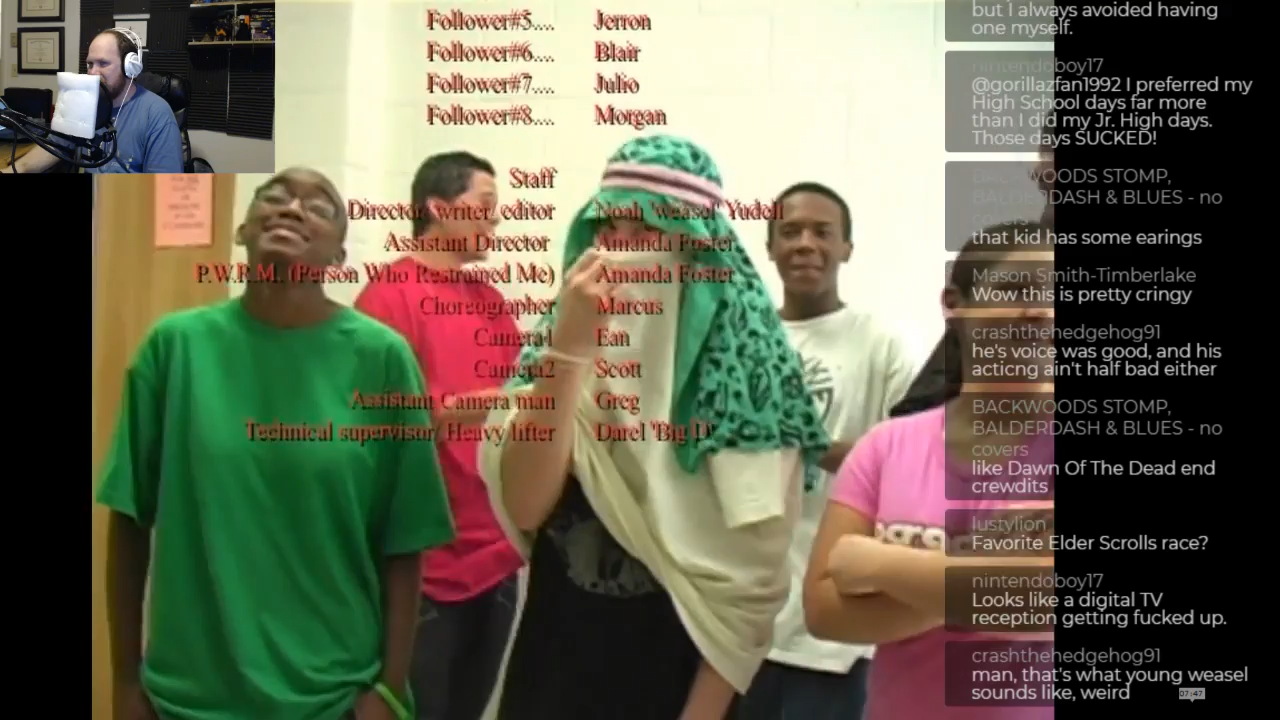 Follower#5.... Jerron
Follower#6.... Blair
Follower#7.... Julio
Follower#8.... Morgan
Staff
Director/ writer/ editor Noah 'weasel' Yudell
Assistant Director Amanda Foster
P.W.R.M. (Person Who Restrained Me) Amanda Foster
Choreographer Marcus
Camera1 Ean
Camera2 Scott
Assistant Camera man Greg
Technical supervisor/ Heavy lifter Darel 'Big D'
but I always avoided having
one myself.
nintendoboy17
@gorillazfan1992 I preferred my
High School days far more
than I did my Jr. High days.
Those days SUCKED!
BACKWOODS STOMP,
BALDERDASH & BLUES - no
covers
that kid has some earings
Mason Smith-Timberlake
Wow this is pretty cringy
crashthehedgehog91
he's voice was good, and his
acticng ain't half bad either
BACKWOODS STOMP,
BALDERDASH & BLUES - no
covers
like Dawn Of The Dead end
crewdits
lustylion
Favorite Elder Scrolls race?
nintendoboy17
Looks like a digital TV
reception getting fucked up.
crashthehedgehog91
man, that's what young weasel
sounds like, weird
07:47